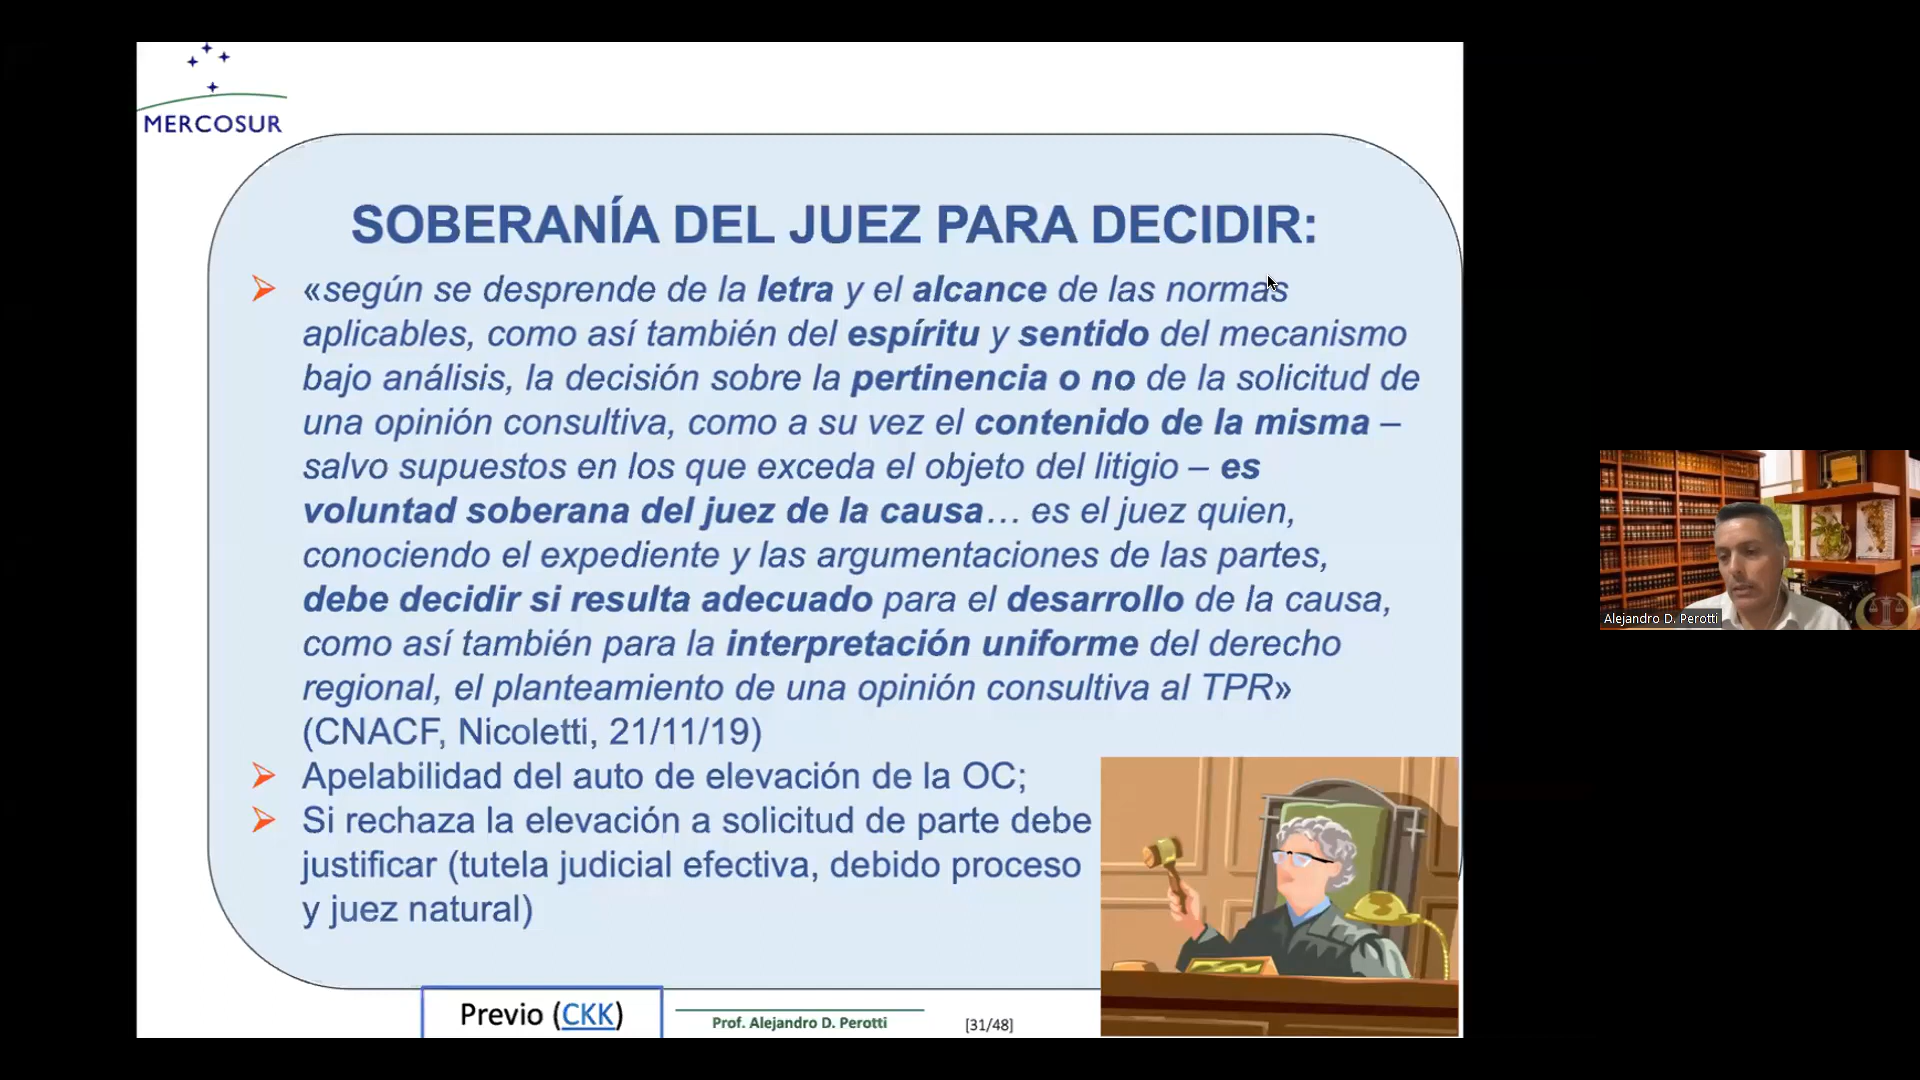 MERCOSUR
SOBERANÍA DEL JUEZ PARA DECIDIR:
«según se desprende de la letra y el alcance de las normas
aplicables, como así también del espíritu y sentido del mecanismo
bajo análisis, la decisión sobre la pertinencia o no de la solicitud de
una opinión consultiva, como a su vez el contenido de la misma –
salvo supuestos en los que exceda el objeto del litigio – es
voluntad soberana del juez de la causa… es el juez quien,
conociendo el expediente y las argumentaciones de las partes,
debe decidir si resulta adecuado para el desarrollo de la causa,
como así también para la interpretación uniforme del derecho
regional, el planteamiento de una opinión consultiva al TPR»
(CNACF, Nicoletti, 21/11/19)
Apelabilidad del auto de elevación de la OC;
Si rechaza la elevación a solicitud de parte debe
justificar (tutela judicial efectiva, debido proceso
y juez natural)
Previo (CKK)
Prof. Alejandro D. Perotti
[31/48]
Alejandro D. Perotti